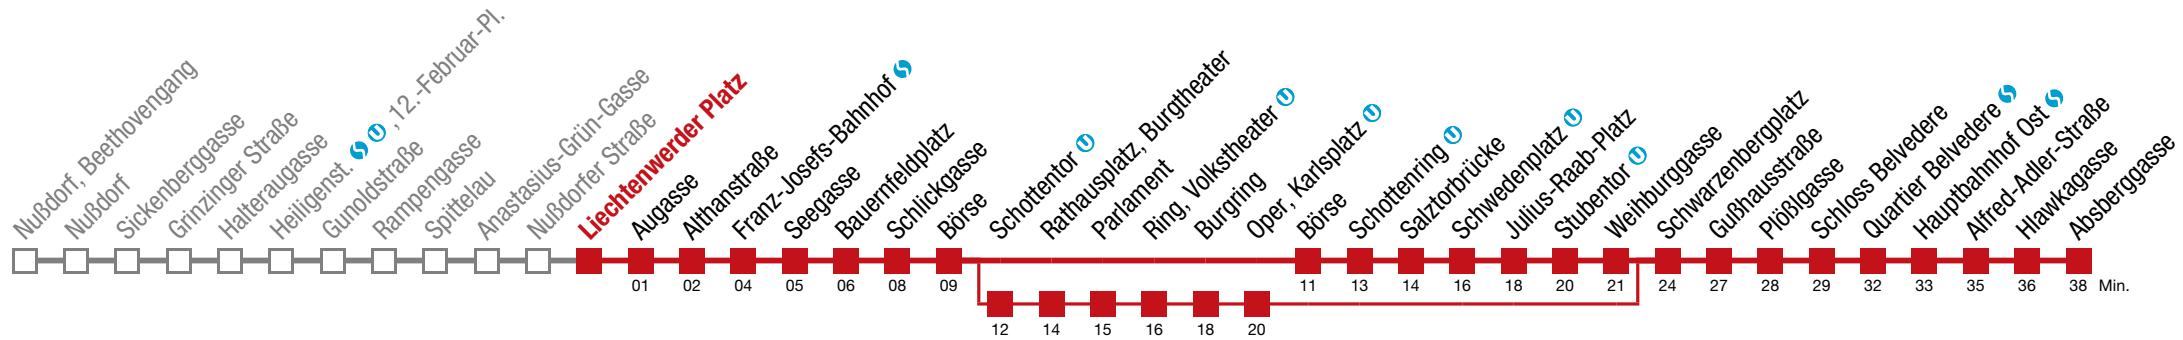 Nußdorf, Beethovengang
Nußdorf
Sickenberggasse
Grinzinger Straße
Halteraugasse
Heiligenst. S U , 12.-Februar-Pl.
Gunoldstraße
Rampengasse
Spittelau
Anastasius-Grün-Gasse
Nußdorfer Straße
Liechtenwerder Platz
Augasse
Althanstraße
Franz-Josefs-Bahnhof S
Seegasse
Bauernfeldplatz
Schlickgasse
Börse
Schottentor U
Rathausplatz, Burgtheater
Parlament
Ring, Volkstheater U
Burgring
Oper, Karlsplatz U
Börse
Schottenring U
Salztorbrücke
Schwedenplatz U
Julius-Raab-Platz
Stubentor U
Weihburggasse
Schwarzenbergplatz
Gußhausstraße
Plößlgasse
Schloss Belvedere
Quartier Belvedere S
Hauptbahnhof Ost S
Alfred-Adler-Straße
Hlawkagasse
Absberggasse
01 02 04 05 06 08 09 11 13 14 16 18 20 21 24 27 28 29 32 33 35 36 38 Min.
12 14 15 16 18 20